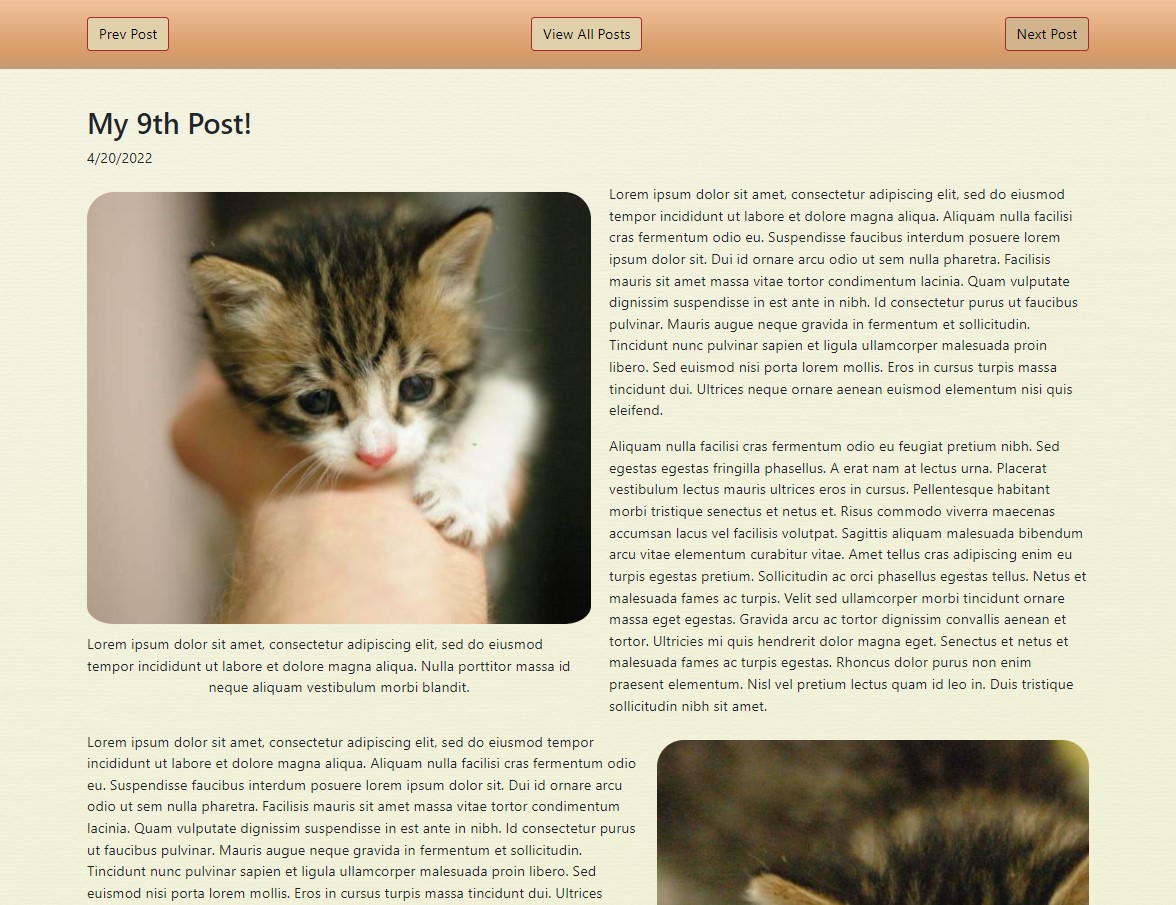 Prev Post
View All Posts
Next Post
My 9th Post!
4/20/2022
Lorem ipsum dolor sit amet, consectetur adipiscing elit, sed do eiusmod
tempor incididunt ut labore et dolore magna aliqua. Aliquam nulla facilisi
cras fermentum odio eu. Suspendisse faucibus interdum posuere lorem
ipsum dolor sit. Dui id ornare arcu odio ut sem nulla pharetra. Facilisis
mauris sit amet massa vitae tortor condimentum lacinia. Quam vulputate
dignissim suspendisse in est ante in nibh. Id consectetur purus ut faucibus
pulvinar. Mauris augue neque gravida in fermentum et sollicitudin.
Tincidunt nunc pulvinar sapien et ligula ullamcorper malesuada proin
libero. Sed euismod nisi porta lorem mollis. Eros in cursus turpis massa
tincidunt dui. Ultrices neque ornare aenean euismod elementum nisi quis
eleifend.
Aliquam nulla facilisi cras fermentum odio eu feugiat pretium nibh. Sed
egestas egestas fringilla phasellus. A erat nam at lectus urna. Placerat
vestibulum lectus mauris ultrices eros in cursus. Pellentesque habitant
morbi tristique senectus et netus et. Risus commodo viverra maecenas
accumsan lacus vel facilisis volutpat. Sagittis aliquam malesuada bibendum
arcu vitae elementum curabitur vitae. Amet tellus cras adipiscing enim eu
turpis egestas pretium. Sollicitudin ac orci phasellus egestas tellus. Netus et
malesuada fames ac turpis. Velit sed ullamcorper morbi tincidunt ornare
massa eget egestas. Gravida arcu ac tortor dignissim convallis aenean et
tortor. Ultricies mi quis hendrerit dolor magna eget. Senectus et netus et
malesuada fames ac turpis egestas. Rhoncus dolor purus non enim
praesent elementum. Nisl vel pretium lectus quam id leo in. Duis tristique
sollicitudin nibh sit amet.
Lorem ipsum dolor sit amet, consectetur adipiscing elit, sed do eiusmod
tempor incididunt ut labore et dolore magna aliqua. Nulla porttitor massa id
neque aliquam vestibulum morbi blandit.
Lorem ipsum dolor sit amet, consectetur adipiscing elit, sed do eiusmod tempor
incididunt ut labore et dolore magna aliqua. Aliquam nulla facilisi cras fermentum odio
eu. Suspendisse faucibus interdum posuere lorem ipsum dolor sit. Dui id ornare arcu
odio ut sem nulla pharetra. Facilisis mauris sit amet massa vitae tortor condimentum
lacinia. Quam vulputate dignissim suspendisse in est ante in nibh. Id consectetur purus
ut faucibus pulvinar. Mauris augue neque gravida in fermentum et sollicitudin.
Tincidunt nunc pulvinar sapien et ligula ullamcorper malesuada proin libero. Sed
euismod nisi porta lorem mollis. Eros in cursus turpis massa tincidunt dui. Ultrices